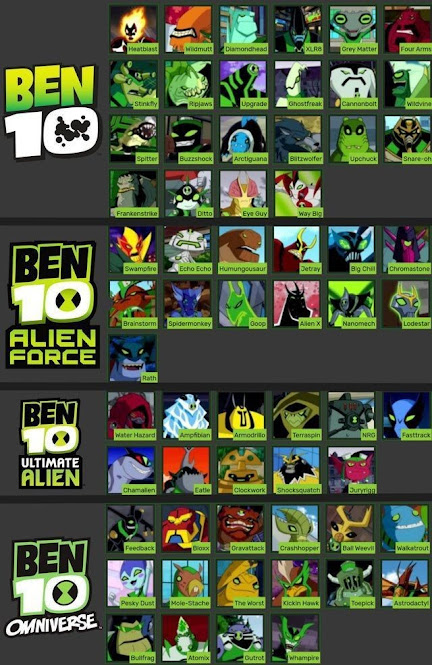 BEN
10
Heatblast Wildmutt Diamondhead XLR8 Grey Matter Four Arms
Stinkfly Ripjaws Upgrade Ghostfreak Cannonbolt Wildvine
Spitter Buzzshock Arctiguana Blitzwolfer Upchuck Snare-oh
Frankenstrike Ditto Eye Guy Way Big
BEN
10
ALIEN
FORCE
Swampfire Echo Echo Humungousaur Jetray Big Chill Chromastone
Brainstorm Spidermonkey Goop Alien X Nanomech Lodestar
Rath
BEN
10
ULTIMATE
ALIEN
Water Hazard Ampfibian Armodrillo Terraspin NRG Fasttrack
Chamalien Eatle Clockwork Shocksquatch Juryrigg
BEN
10
OMNIVERSE
Feedback Bloxx Gravattack Crashhopper Ball Weevil Walkatrout
Pesky Dust Mole-Stache The Worst Kickin Hawk Toepick Astrodactyl
Bullfrag Atomix Gutrot Whampire